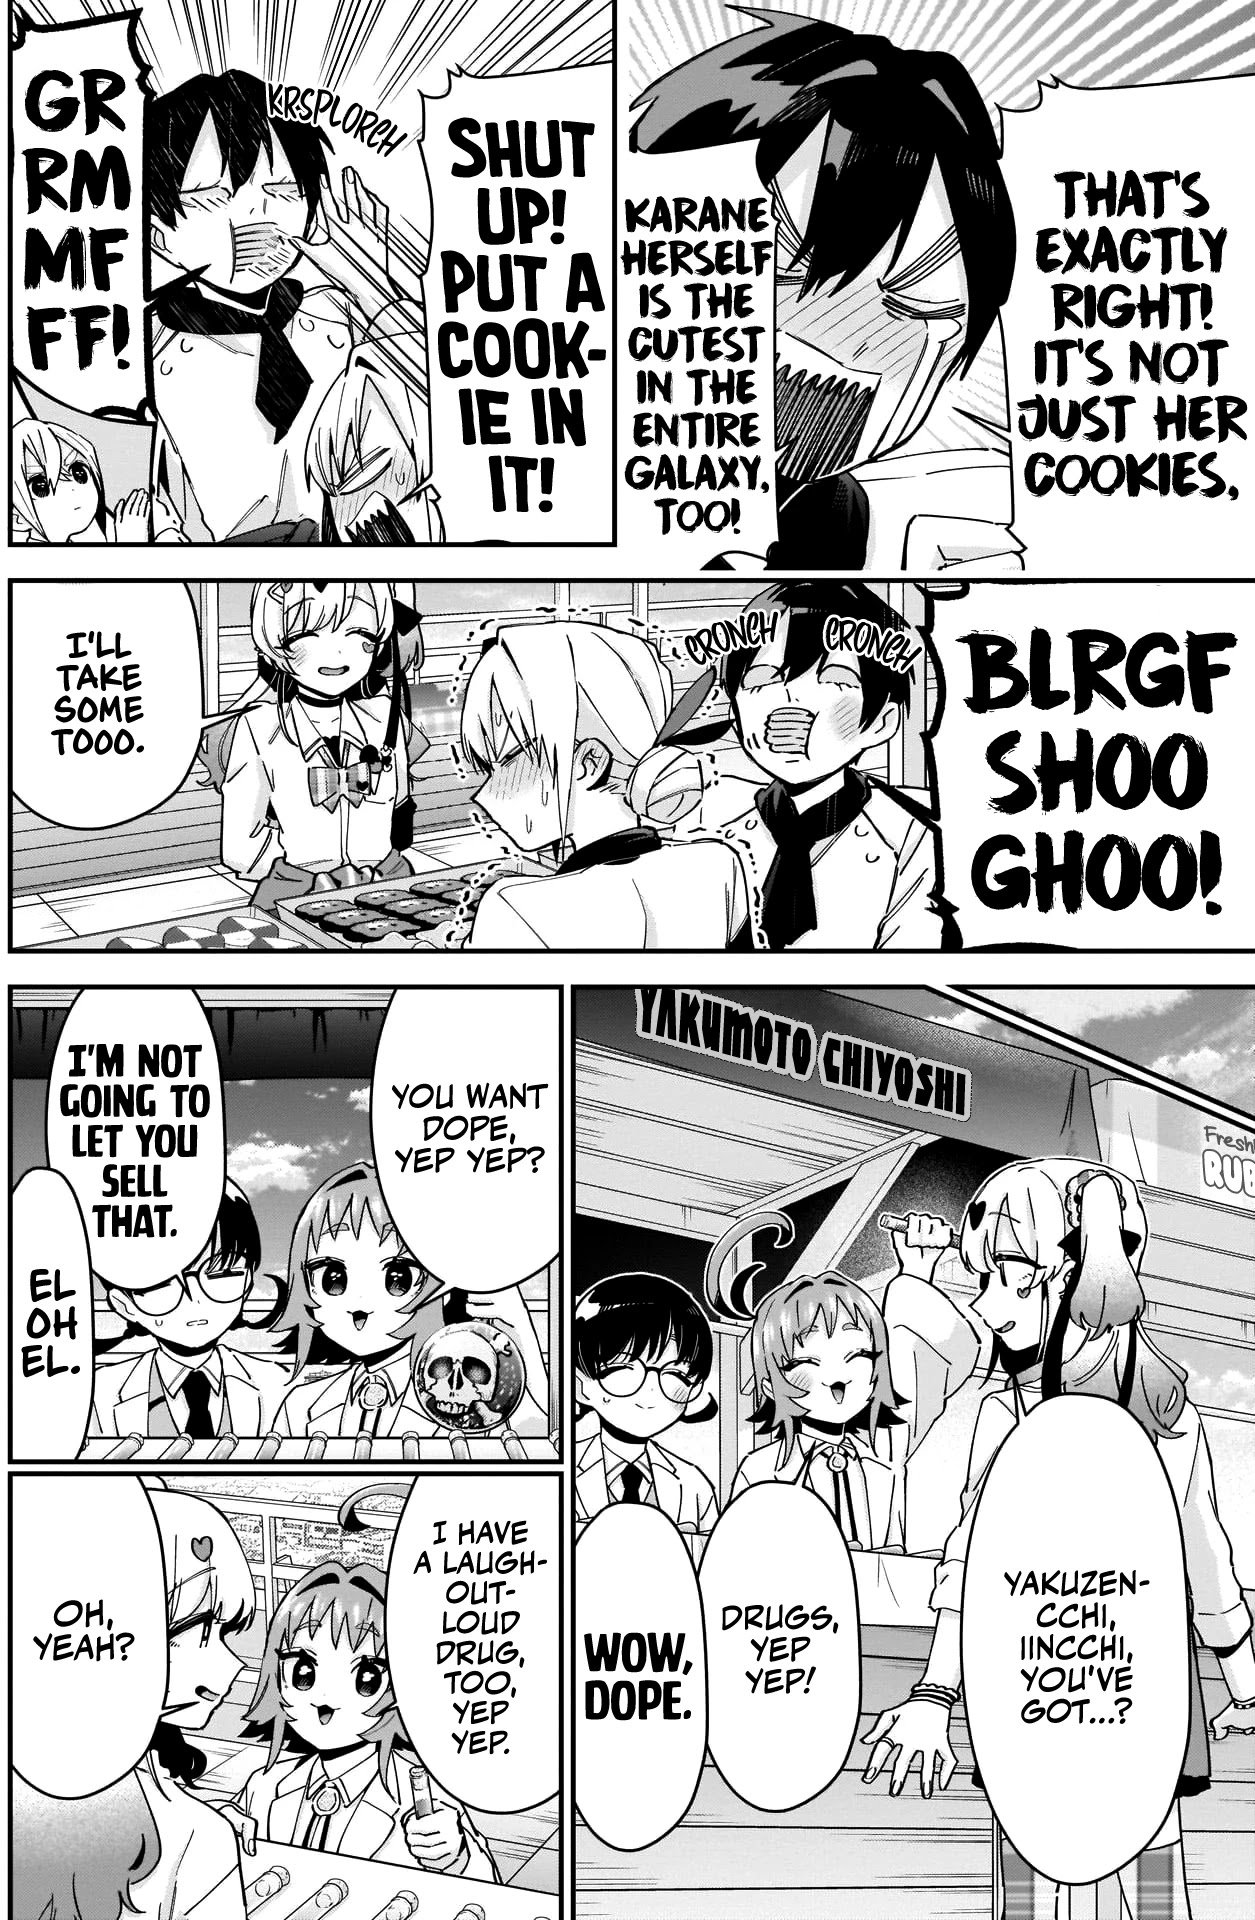 THAT'S
EXACTLY
RIGHT!
IT'S NOT
JUST HER
COOKIES,
KARANE
HERSELF
IS THE
CUTEST
IN THE
ENTIRE
GALAXY,
TOO!
SHUT
UP!
PUT A
COOK-
IE IN
IT!
KRSPLORCH
GR
RM
MF
FF!
BLRGF
SHOO
GHOO!
CRONCH
CRONCH
I'LL
TAKE
SOME
TOOO.
YAKUMOTO CHIYOSHI
Fresh
RUB
YAKUZEN-
CCHI,
IINCCHI,
YOU'VE
GOT...?
DRUGS,
YEP
YEP!
WOW,
DOPE.
YOU WANT
DOPE,
YEP YEP?
I'M NOT
GOING TO
LET YOU
SELL
THAT.
EL
OH
EL.
I HAVE
A LAUGH-
OUT-
LOUD
DRUG,
TOO,
YEP
YEP.
OH,
YEAH?